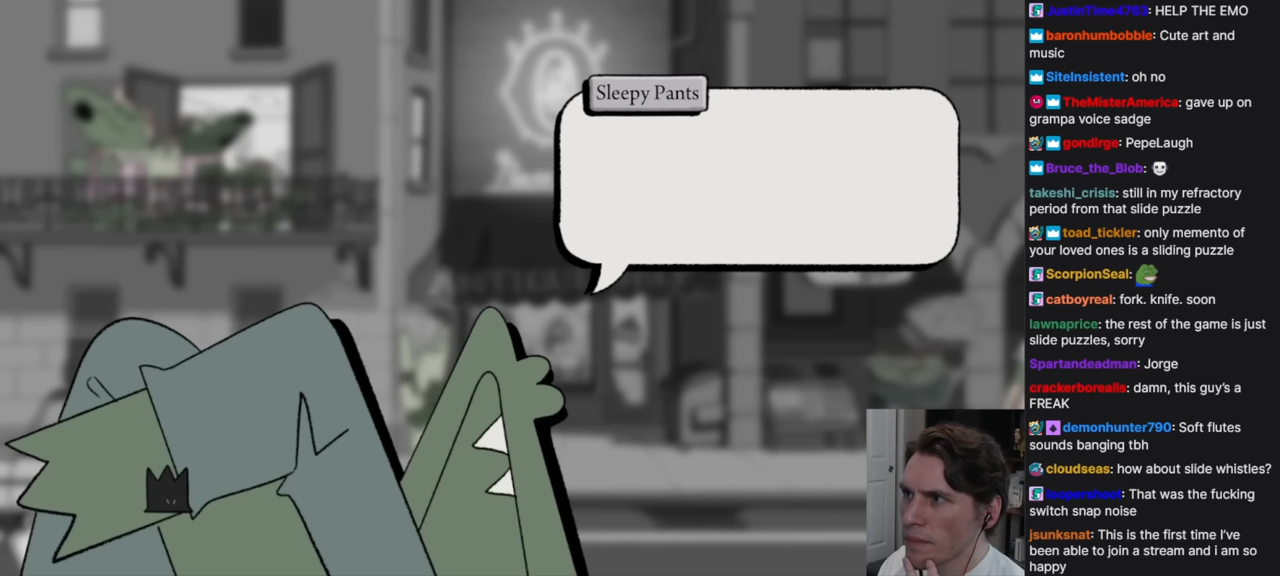 Sleepy Pants
JustinTimo4703: HELP THE EMO
baronhumbobble: Cute art and
music
SiteInsistent: oh no
TheMisterAmerica: gave up on
grampa voice sadge
gondirge: PepeLaugh
Bruce_the_Blob:
takeshi_crisis: still in my refractory
period from that slide puzzle
toad_tickler: only memento of
your loved ones is a sliding puzzle
ScorpionSeal:
catboyreal: fork. knife. soon
lawnaprice: the rest of the game is just
slide puzzles, sorry
Spartandeadman: Jorge
crackerborealis: damn, this guy's a
FREAK
demonhunter790: Soft flutes
sounds banging tbh
cloudseas: how about slide whistles?
: That was the fucking
switch snap noise
jsunksnat: This is the first time I've
been able to join a stream and i am so
happy